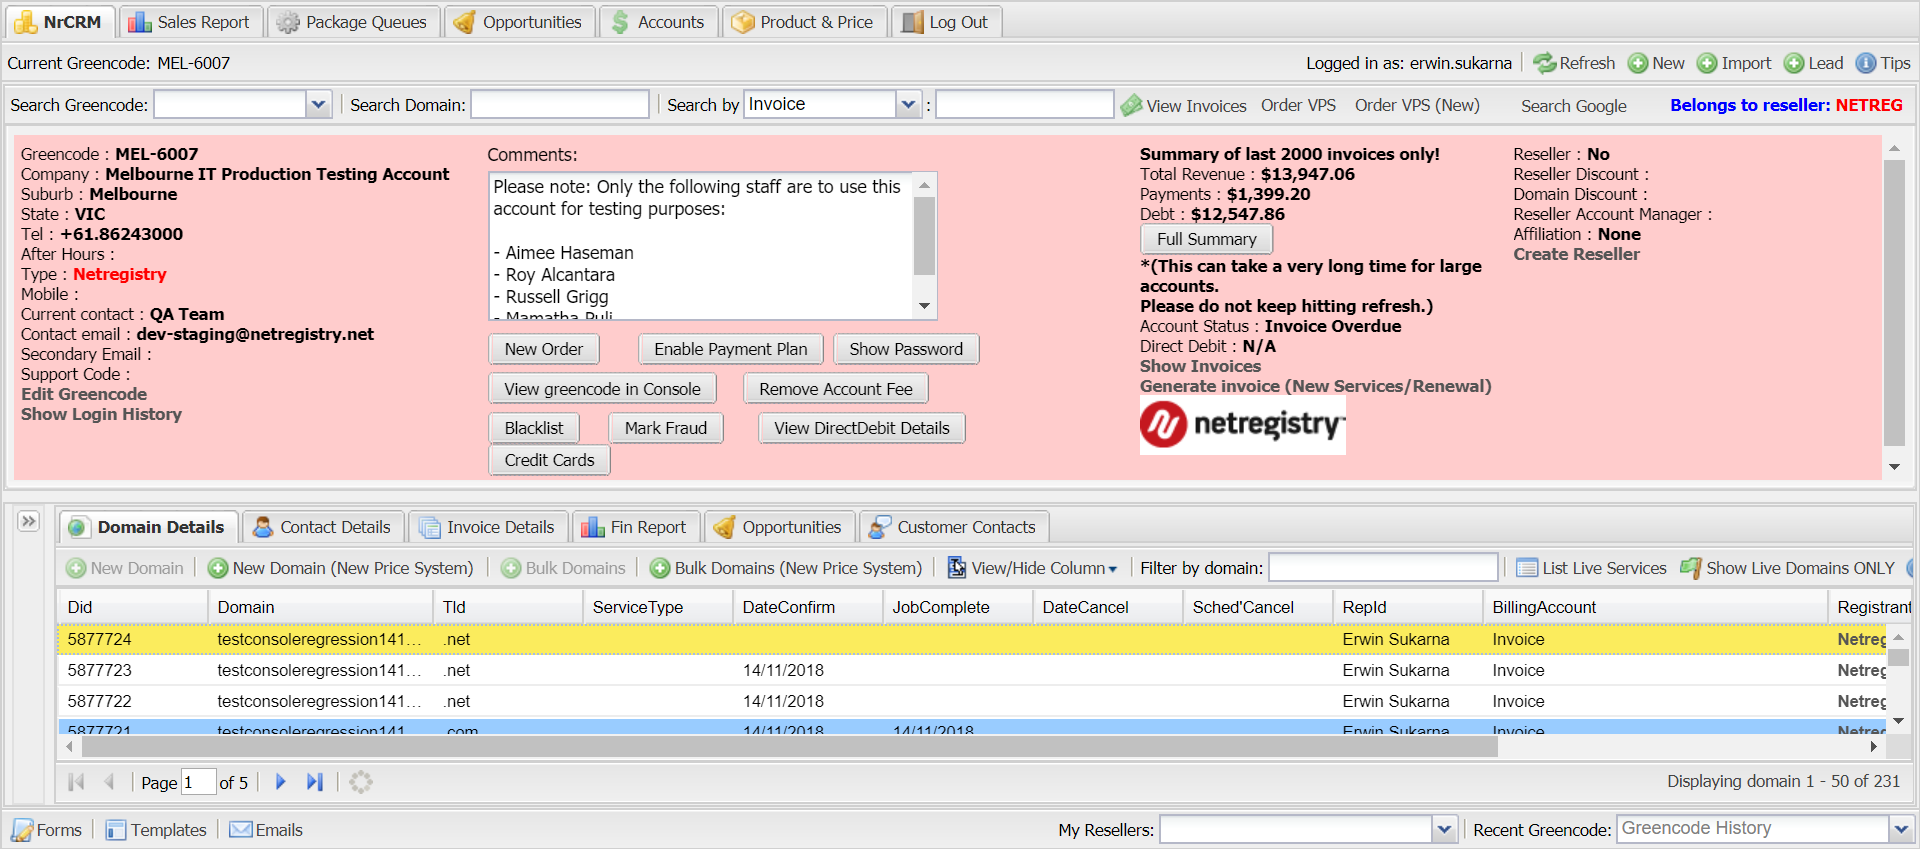 NrCRM Sales Report Package Queues Opportunities Accounts Product & Price Log Out
Current Greencode: MEL-6007 Logged in as: erwin.sukarna Refresh New Import Lead Tips
Search Greencode: Search Domain: Search by Invoice : View Invoices Order VPS Order VPS (New) Search Google Belongs to reseller: NETREG
Greencode : MEL-6007
Company : Melbourne IT Production Testing Account
Suburb : Melbourne
State : VIC
Tel : +61.86243000
After Hours :
Type : Netregistry
Mobile :
Current contact : QA Team
Contact email : dev-staging@netregistry.net
Secondary Email :
Support Code :
Edit Greencode
Show Login History
Comments:
Please note: Only the following staff are to use this
account for testing purposes:
- Aimee Haseman
- Roy Alcantara
- Russell Grigg
- Mamatha Puli
New Order Enable Payment Plan Show Password
View greencode in Console Remove Account Fee
Blacklist Mark Fraud View DirectDebit Details
Credit Cards
Summary of last 2000 invoices only!
Total Revenue : $13,947.06
Payments : $1,399.20
Debt : $12,547.86
Full Summary
*(This can take a very long time for large
accounts.
Please do not keep hitting refresh.)
Account Status : Invoice Overdue
Direct Debit : N/A
Show Invoices
Generate invoice (New Services/Renewal)
netregistry
Reseller : No
Reseller Discount :
Domain Discount :
Reseller Account Manager :
Affiliation : None
Create Reseller
Domain Details Contact Details Invoice Details Fin Report Opportunities Customer Contacts
New Domain New Domain (New Price System) Bulk Domains Bulk Domains (New Price System) View/Hide Column Filter by domain: List Live Services Show Live Domains ONLY
Did Domain Tld ServiceType DateConfirm JobComplete DateCancel Sched'Cancel RepId BillingAccount Registrant
5877724 testconsoleregression141... .net Erwin Sukarna Invoice Netreg
5877723 testconsoleregression141... .net 14/11/2018 Erwin Sukarna Invoice Netreg
5877722 testconsoleregression141... .net 14/11/2018 Erwin Sukarna Invoice Netreg
5877721 testconsoleregression141... .com 14/11/2018 14/11/2018 Erwin Sukarna Invoice Netreg
Page 1 of 5 Displaying domain 1 - 50 of 231
Forms Templates Emails My Resellers: Recent Greencode: Greencode History